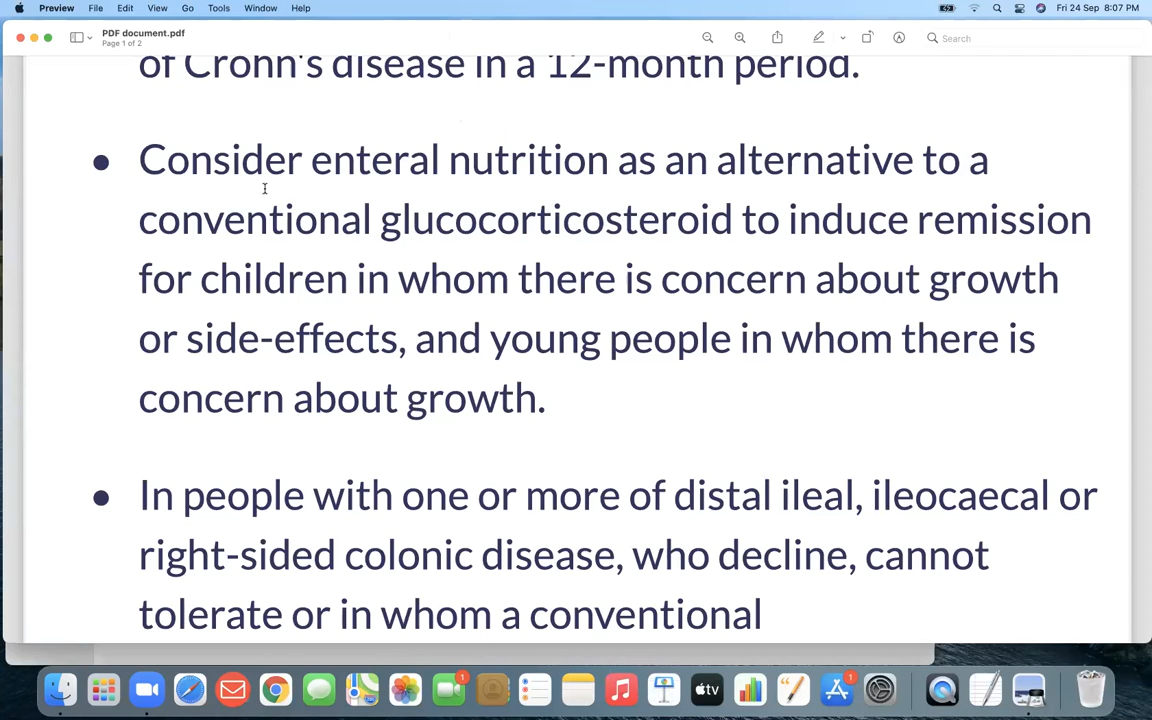 Preview File Edit View Go Tools Window Help Fri 24 Sep 8:07 PM
PDF document.pdf
Page 1 of 2
Search
of Crohn's disease in a 12-month period.
● Consider enteral nutrition as an alternative to a
conventional glucocorticosteroid to induce remission
for children in whom there is concern about growth
or side-effects, and young people in whom there is
concern about growth.
● In people with one or more of distal ileal, ileocaecal or
right-sided colonic disease, who decline, cannot
tolerate or in whom a conventional
1
tv
1